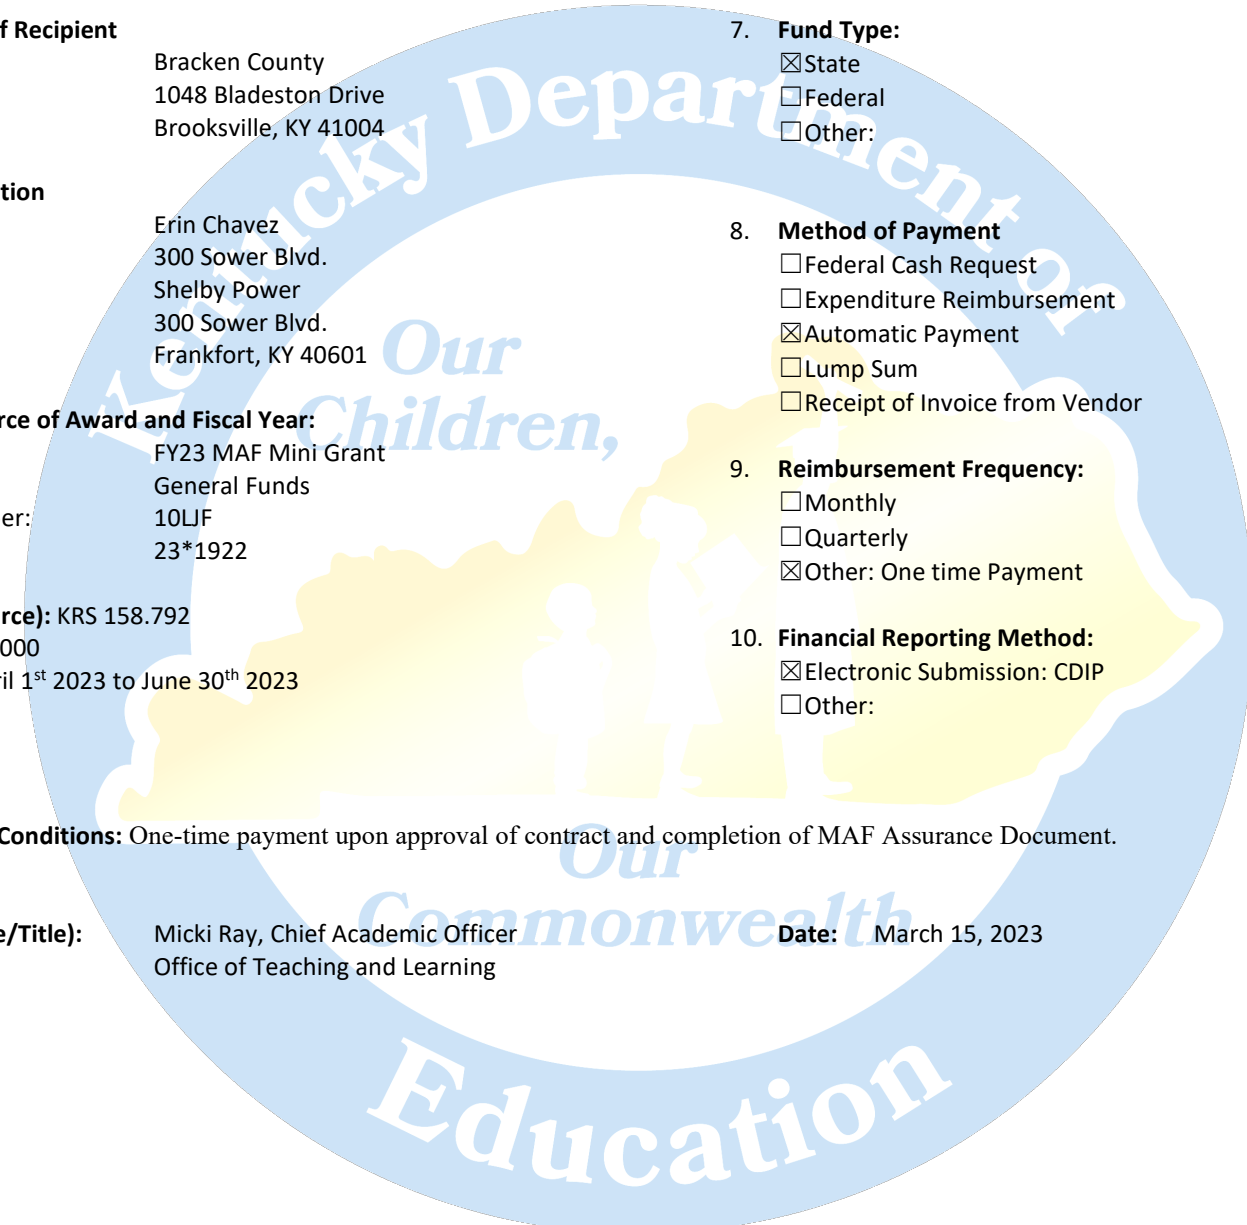 f Recipient
Bracken County
1048 Bladeston Drive
Brooksville, KY 41004
tion
Erin Chavez
300 Sower Blvd.
Shelby Power
300 Sower Blvd.
Frankfort, KY 40601
rce of Award and Fiscal Year:
FY23 MAF Mini Grant
General Funds
er: 10LJF
23*1922
rce): KRS 158.792
000
ril 1st 2023 to June 30th 2023
7. Fund Type:
☒State
☐Federal
☐Other:
8. Method of Payment
☐Federal Cash Request
☐Expenditure Reimbursement
☒Automatic Payment
☐Lump Sum
☐Receipt of Invoice from Vendor
9. Reimbursement Frequency:
☐Monthly
☐Quarterly
☒Other: One time Payment
10. Financial Reporting Method:
☒Electronic Submission: CDIP
☐Other:
Conditions: One-time payment upon approval of contract and completion of MAF Assurance Document.
e/Title): Micki Ray, Chief Academic Officer Date: March 15, 2023
Office of Teaching and Learning
Kentucky Department of
Education
Our
Children,
Our
Commonwealth